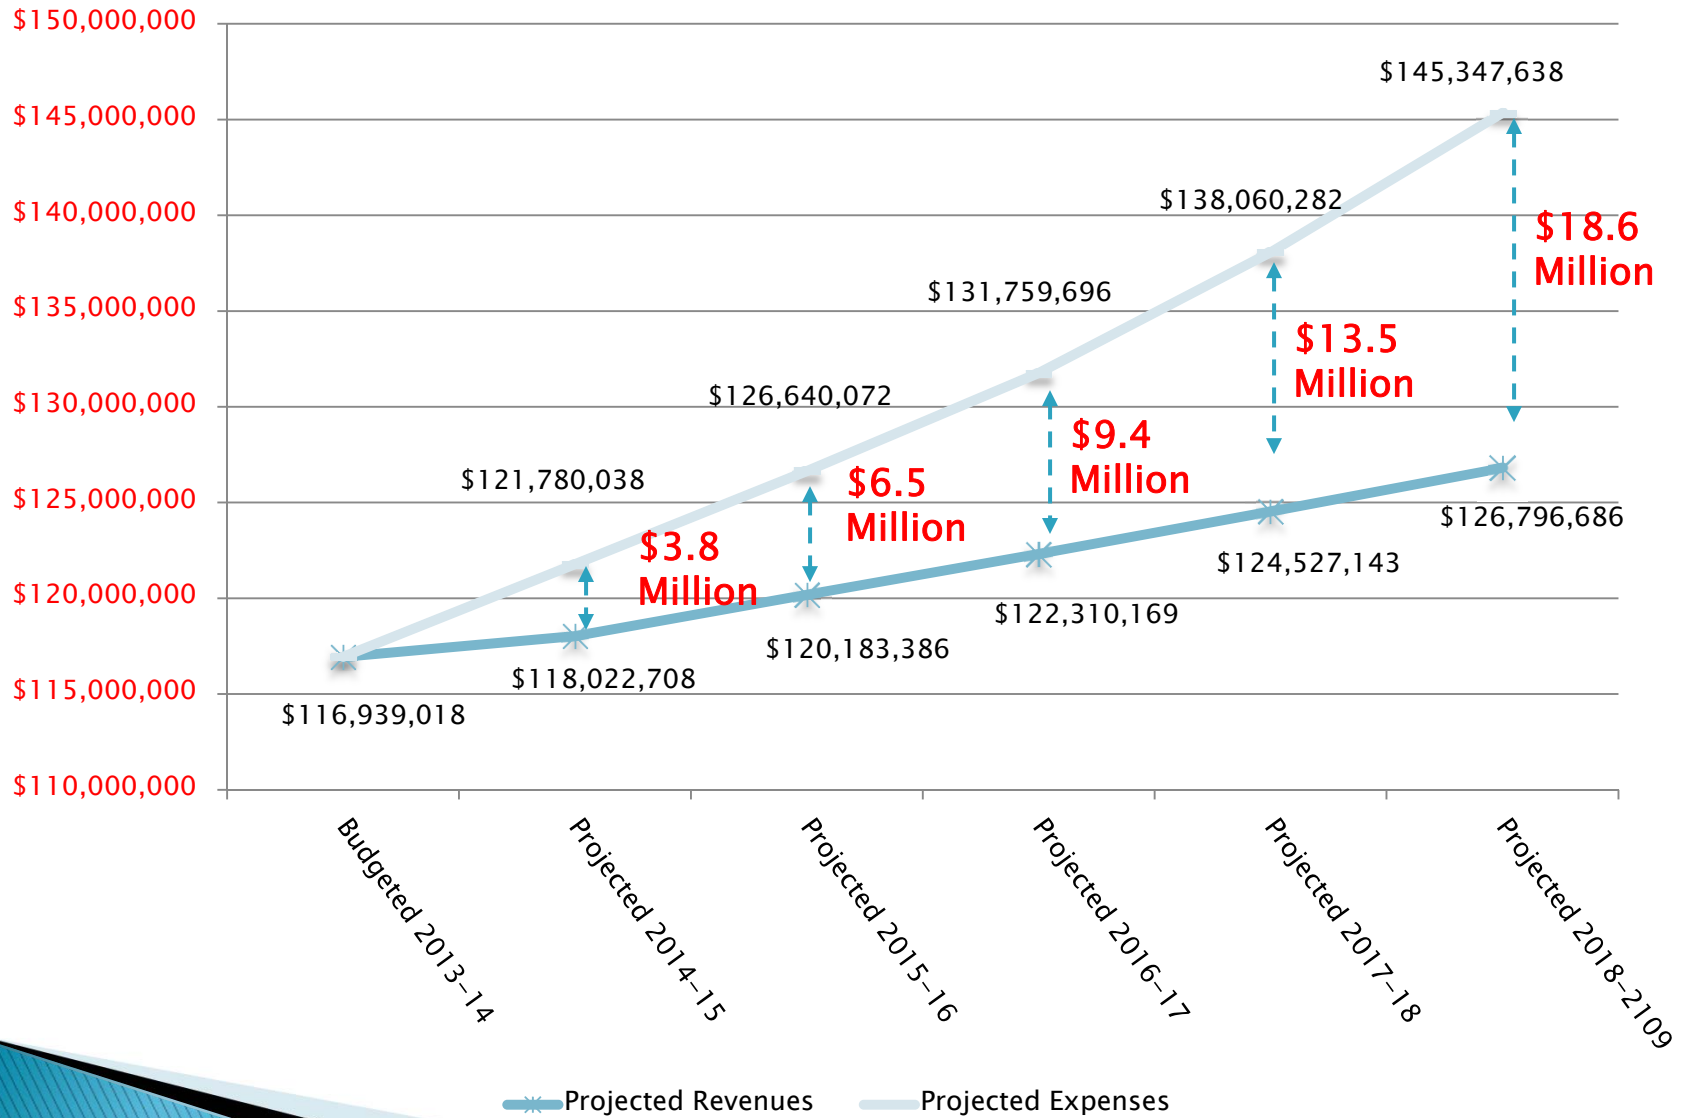 $150,000,000
$145,000,000
$140,000,000
$135,000,000
$130,000,000
$125,000,000
$120,000,000
$115,000,000
$110,000,000
$145,347,638
$138,060,282
$131,759,696
$126,640,072
$121,780,038
$18.6
Million
$13.5
Million
$9.4
Million
$6.5
Million
$3.8
Million
$116,939,018
$118,022,708
$120,183,386
$122,310,169
$124,527,143
$126,796,686
Budgeted 2013-14
Projected 2014-15
Projected 2015-16
Projected 2016-17
Projected 2017-18
Projected 2018-2109
Projected Revenues
Projected Expenses